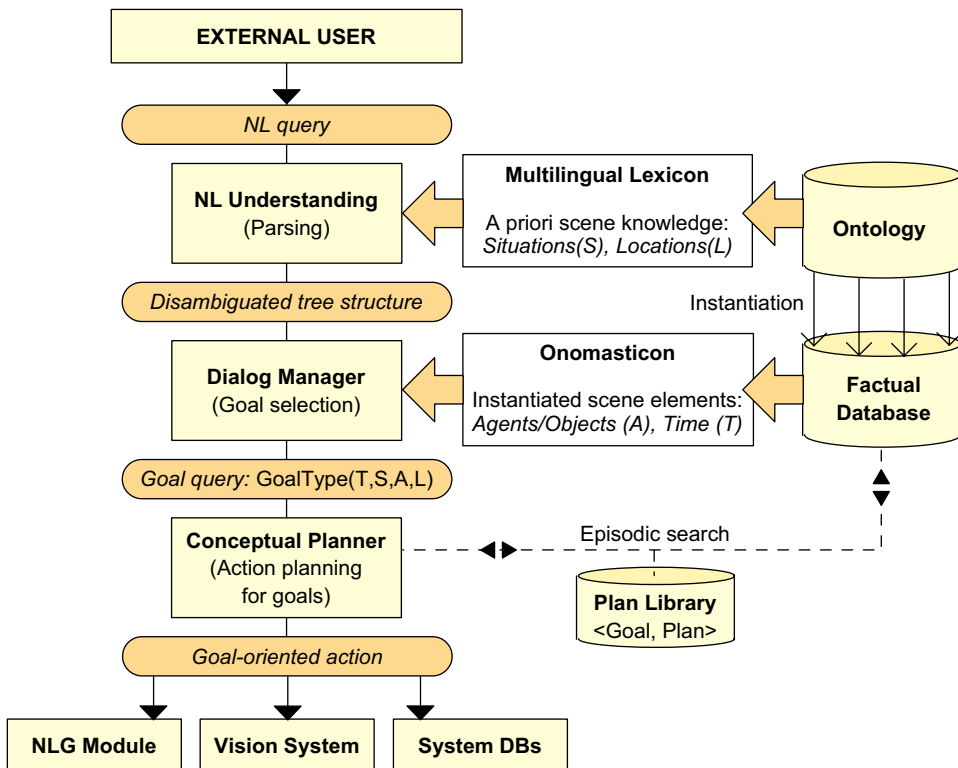 EXTERNAL USER
NL query
NL Understanding
(Parsing)
Multilingual Lexicon
A priori scene knowledge:
Situations(S), Locations(L)
Ontology
Disambiguated tree structure
Instantiation
Dialog Manager
(Goal selection)
Onomasticon
Instantiated scene elements:
Agents/Objects (A), Time (T)
Factual
Database
Goal query: GoalType(T,S,A,L)
Conceptual Planner
(Action planning
for goals)
Episodic search
Plan Library
<Goal, Plan>
Goal-oriented action
NLG Module
Vision System
System DBs